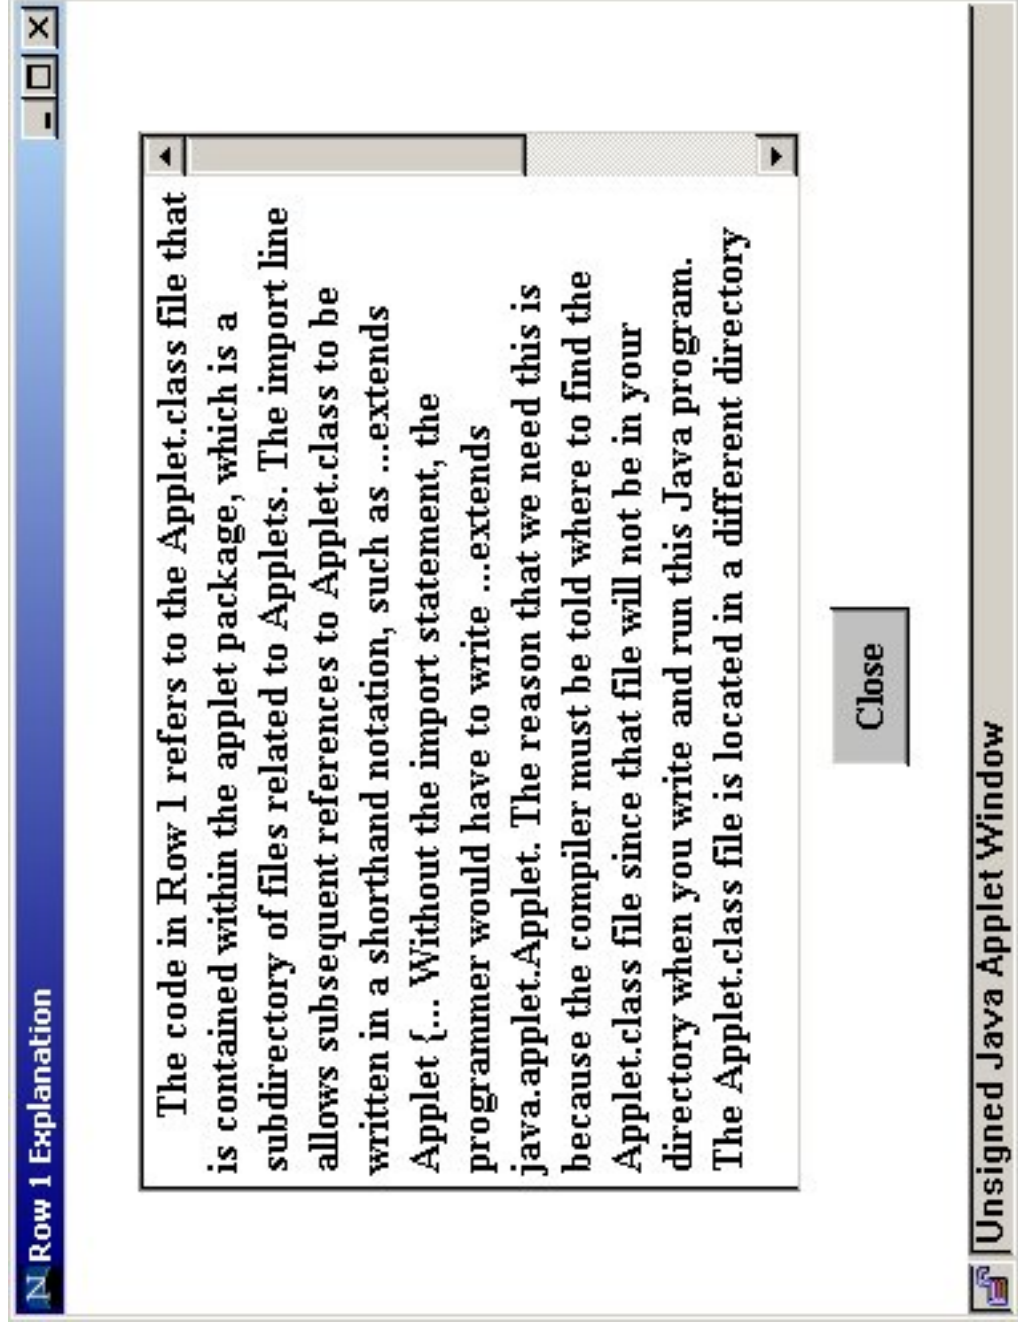 Row 1 Explanation
The code in Row 1 refers to the Applet.class file that
is contained within the applet package, which is a
subdirectory of files related to Applets. The import line
allows subsequent references to Applet.class to be
written in a shorthand notation, such as ...extends
Applet {... Without the import statement, the
programmer would have to write ...extends
java.applet.Applet. The reason that we need this is
because the compiler must be told where to find the
Applet.class file since that file will not be in your
directory when you write and run this Java program.
The Applet.class file is located in a different directory
Close
Unsigned Java Applet Window